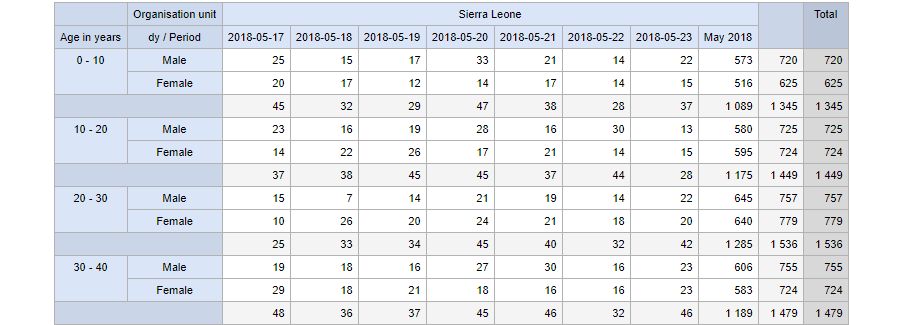 Organisation unit Sierra Leone Total
Age in years dy / Period 2018-05-17 2018-05-18 2018-05-19 2018-05-20 2018-05-21 2018-05-22 2018-05-23 May 2018
0 - 10 Male 25 15 17 33 21 14 22 573 720 720
Female 20 17 12 14 17 14 15 516 625 625
45 32 29 47 38 28 37 1 089 1 345 1 345
10 - 20 Male 23 16 19 28 16 30 13 580 725 725
Female 14 22 26 17 21 14 15 595 724 724
37 38 45 45 37 44 28 1 175 1 449 1 449
20 - 30 Male 15 7 14 21 19 14 22 645 757 757
Female 10 26 20 24 21 18 20 640 779 779
25 33 34 45 40 32 42 1 285 1 536 1 536
30 - 40 Male 19 18 16 27 30 16 23 606 755 755
Female 29 18 21 18 16 16 23 583 724 724
48 36 37 45 46 32 46 1 189 1 479 1 479